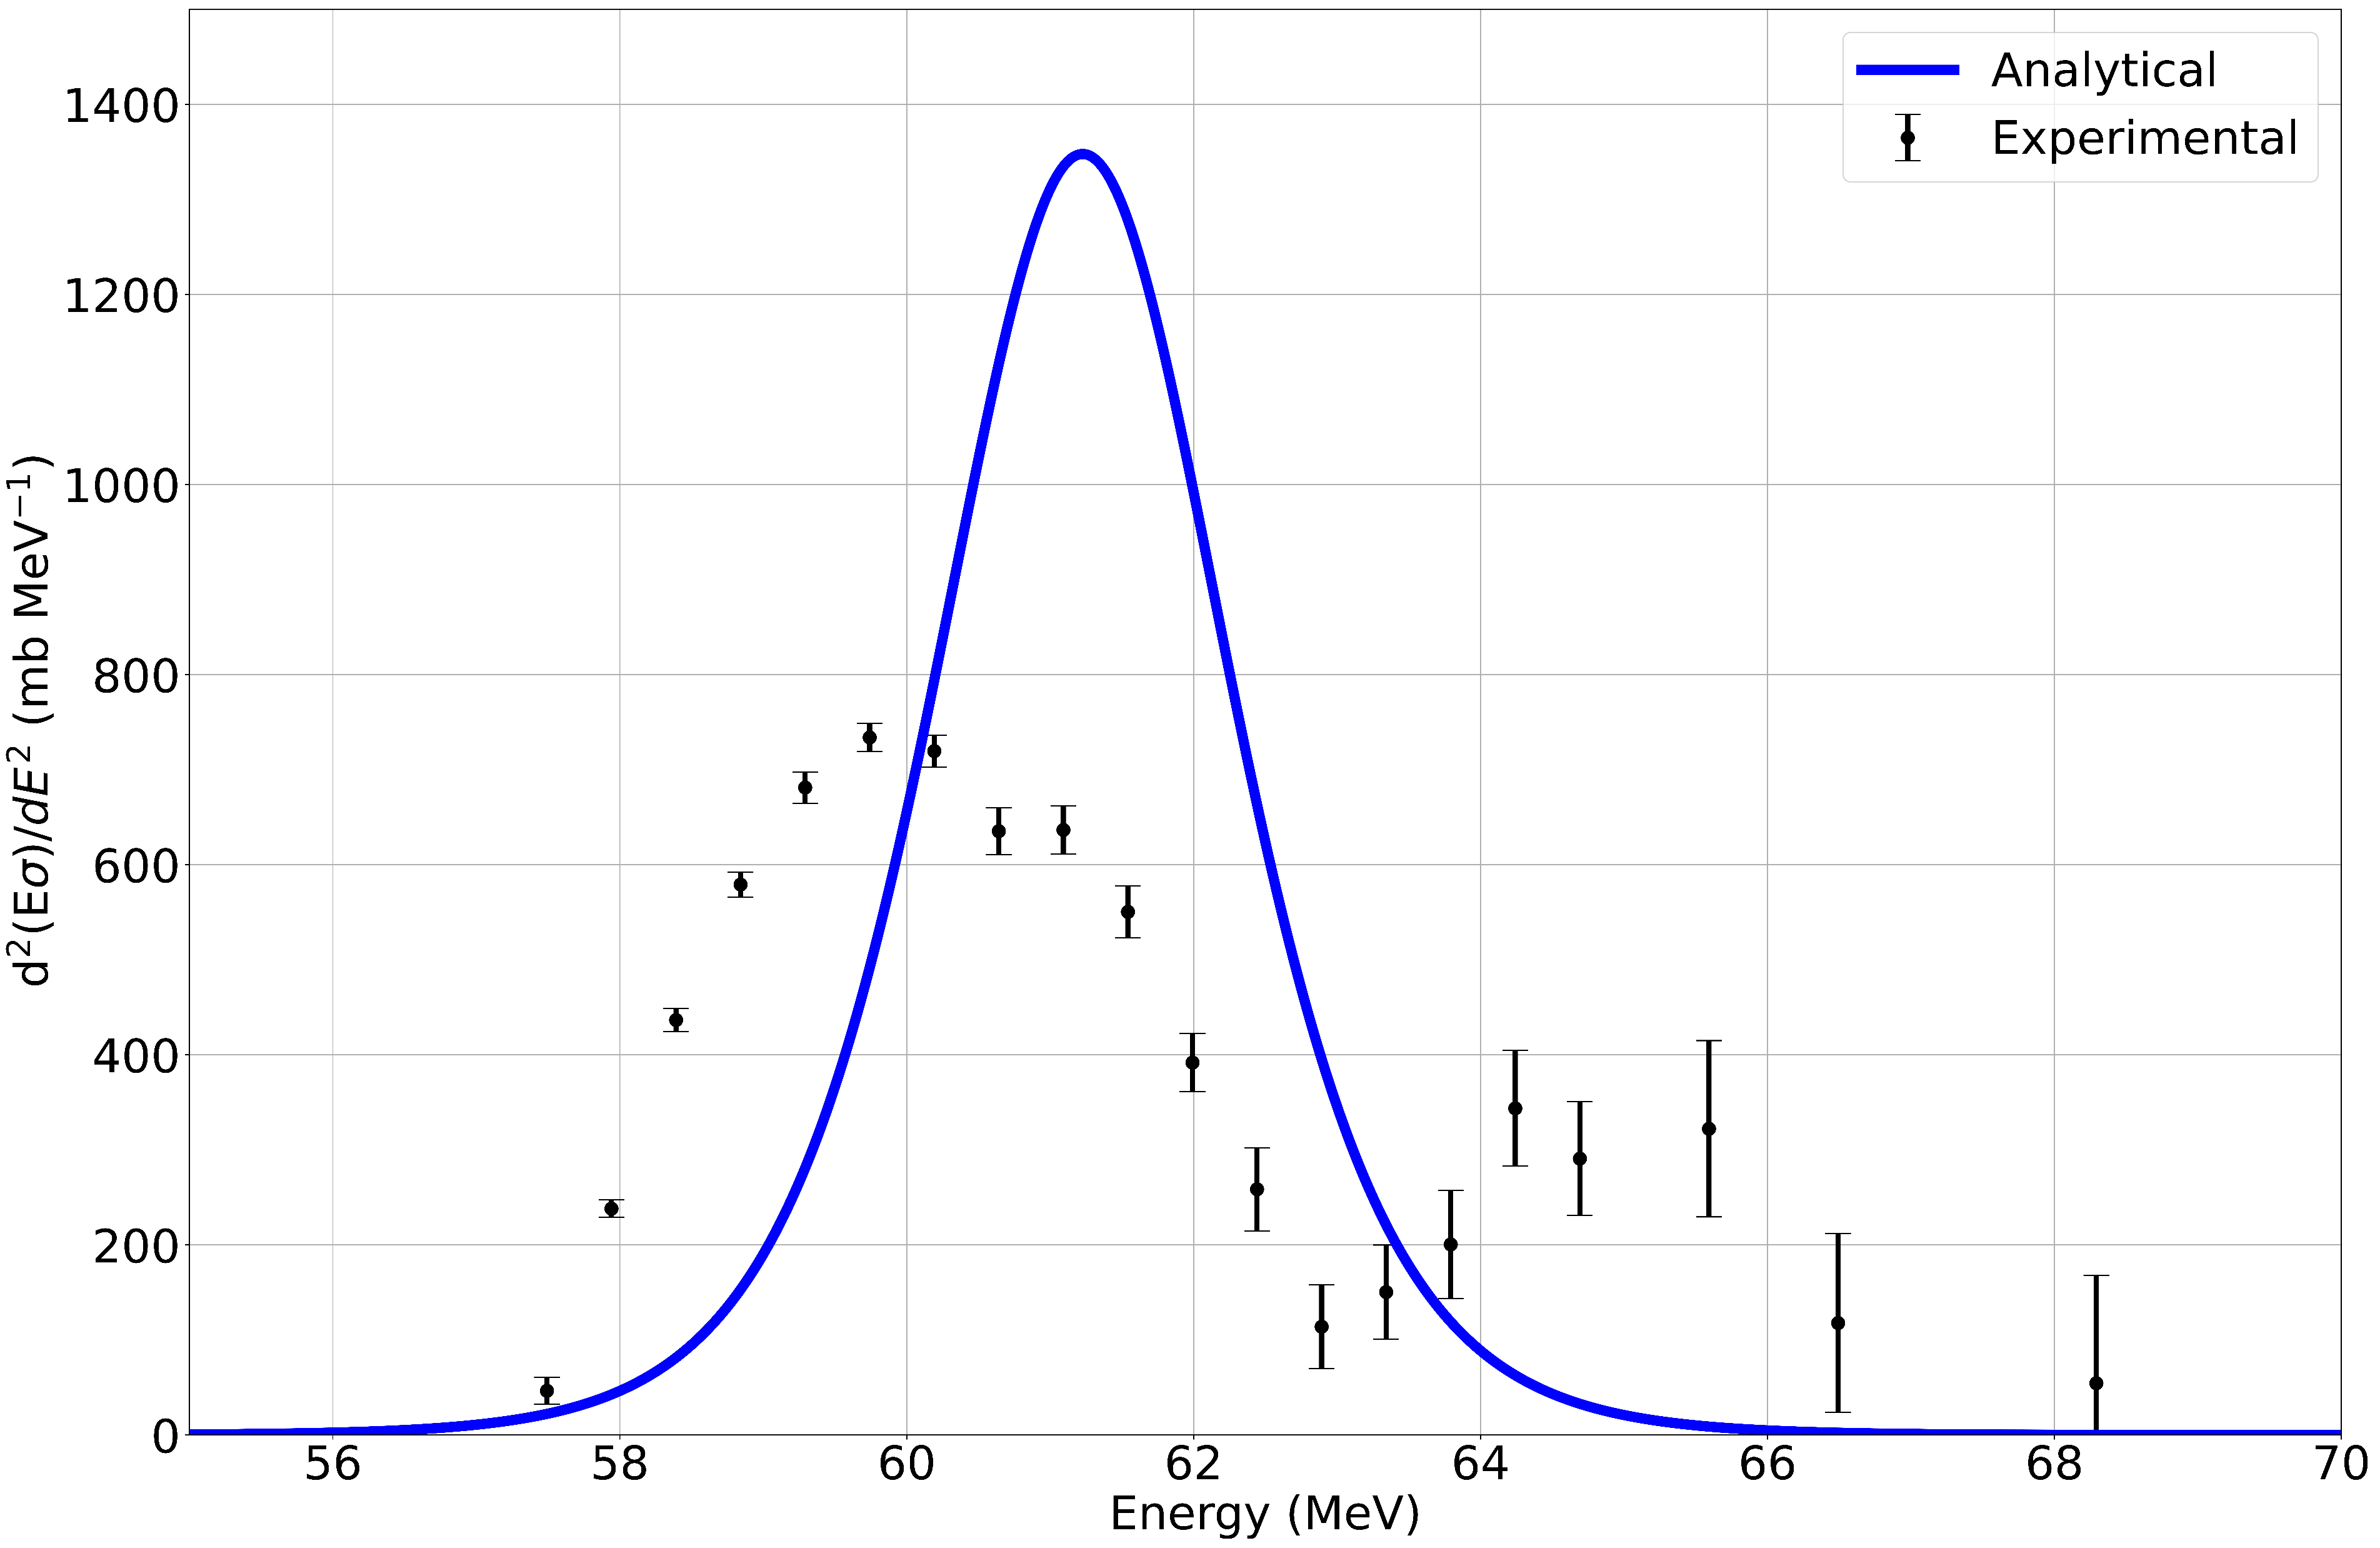 d²(Eσ)/dE² (mb MeV⁻¹)
1400
1200
1000
800
600
400
200
0
Analytical
Experimental
56 58 60 62 64 66 68 70
Energy (MeV)